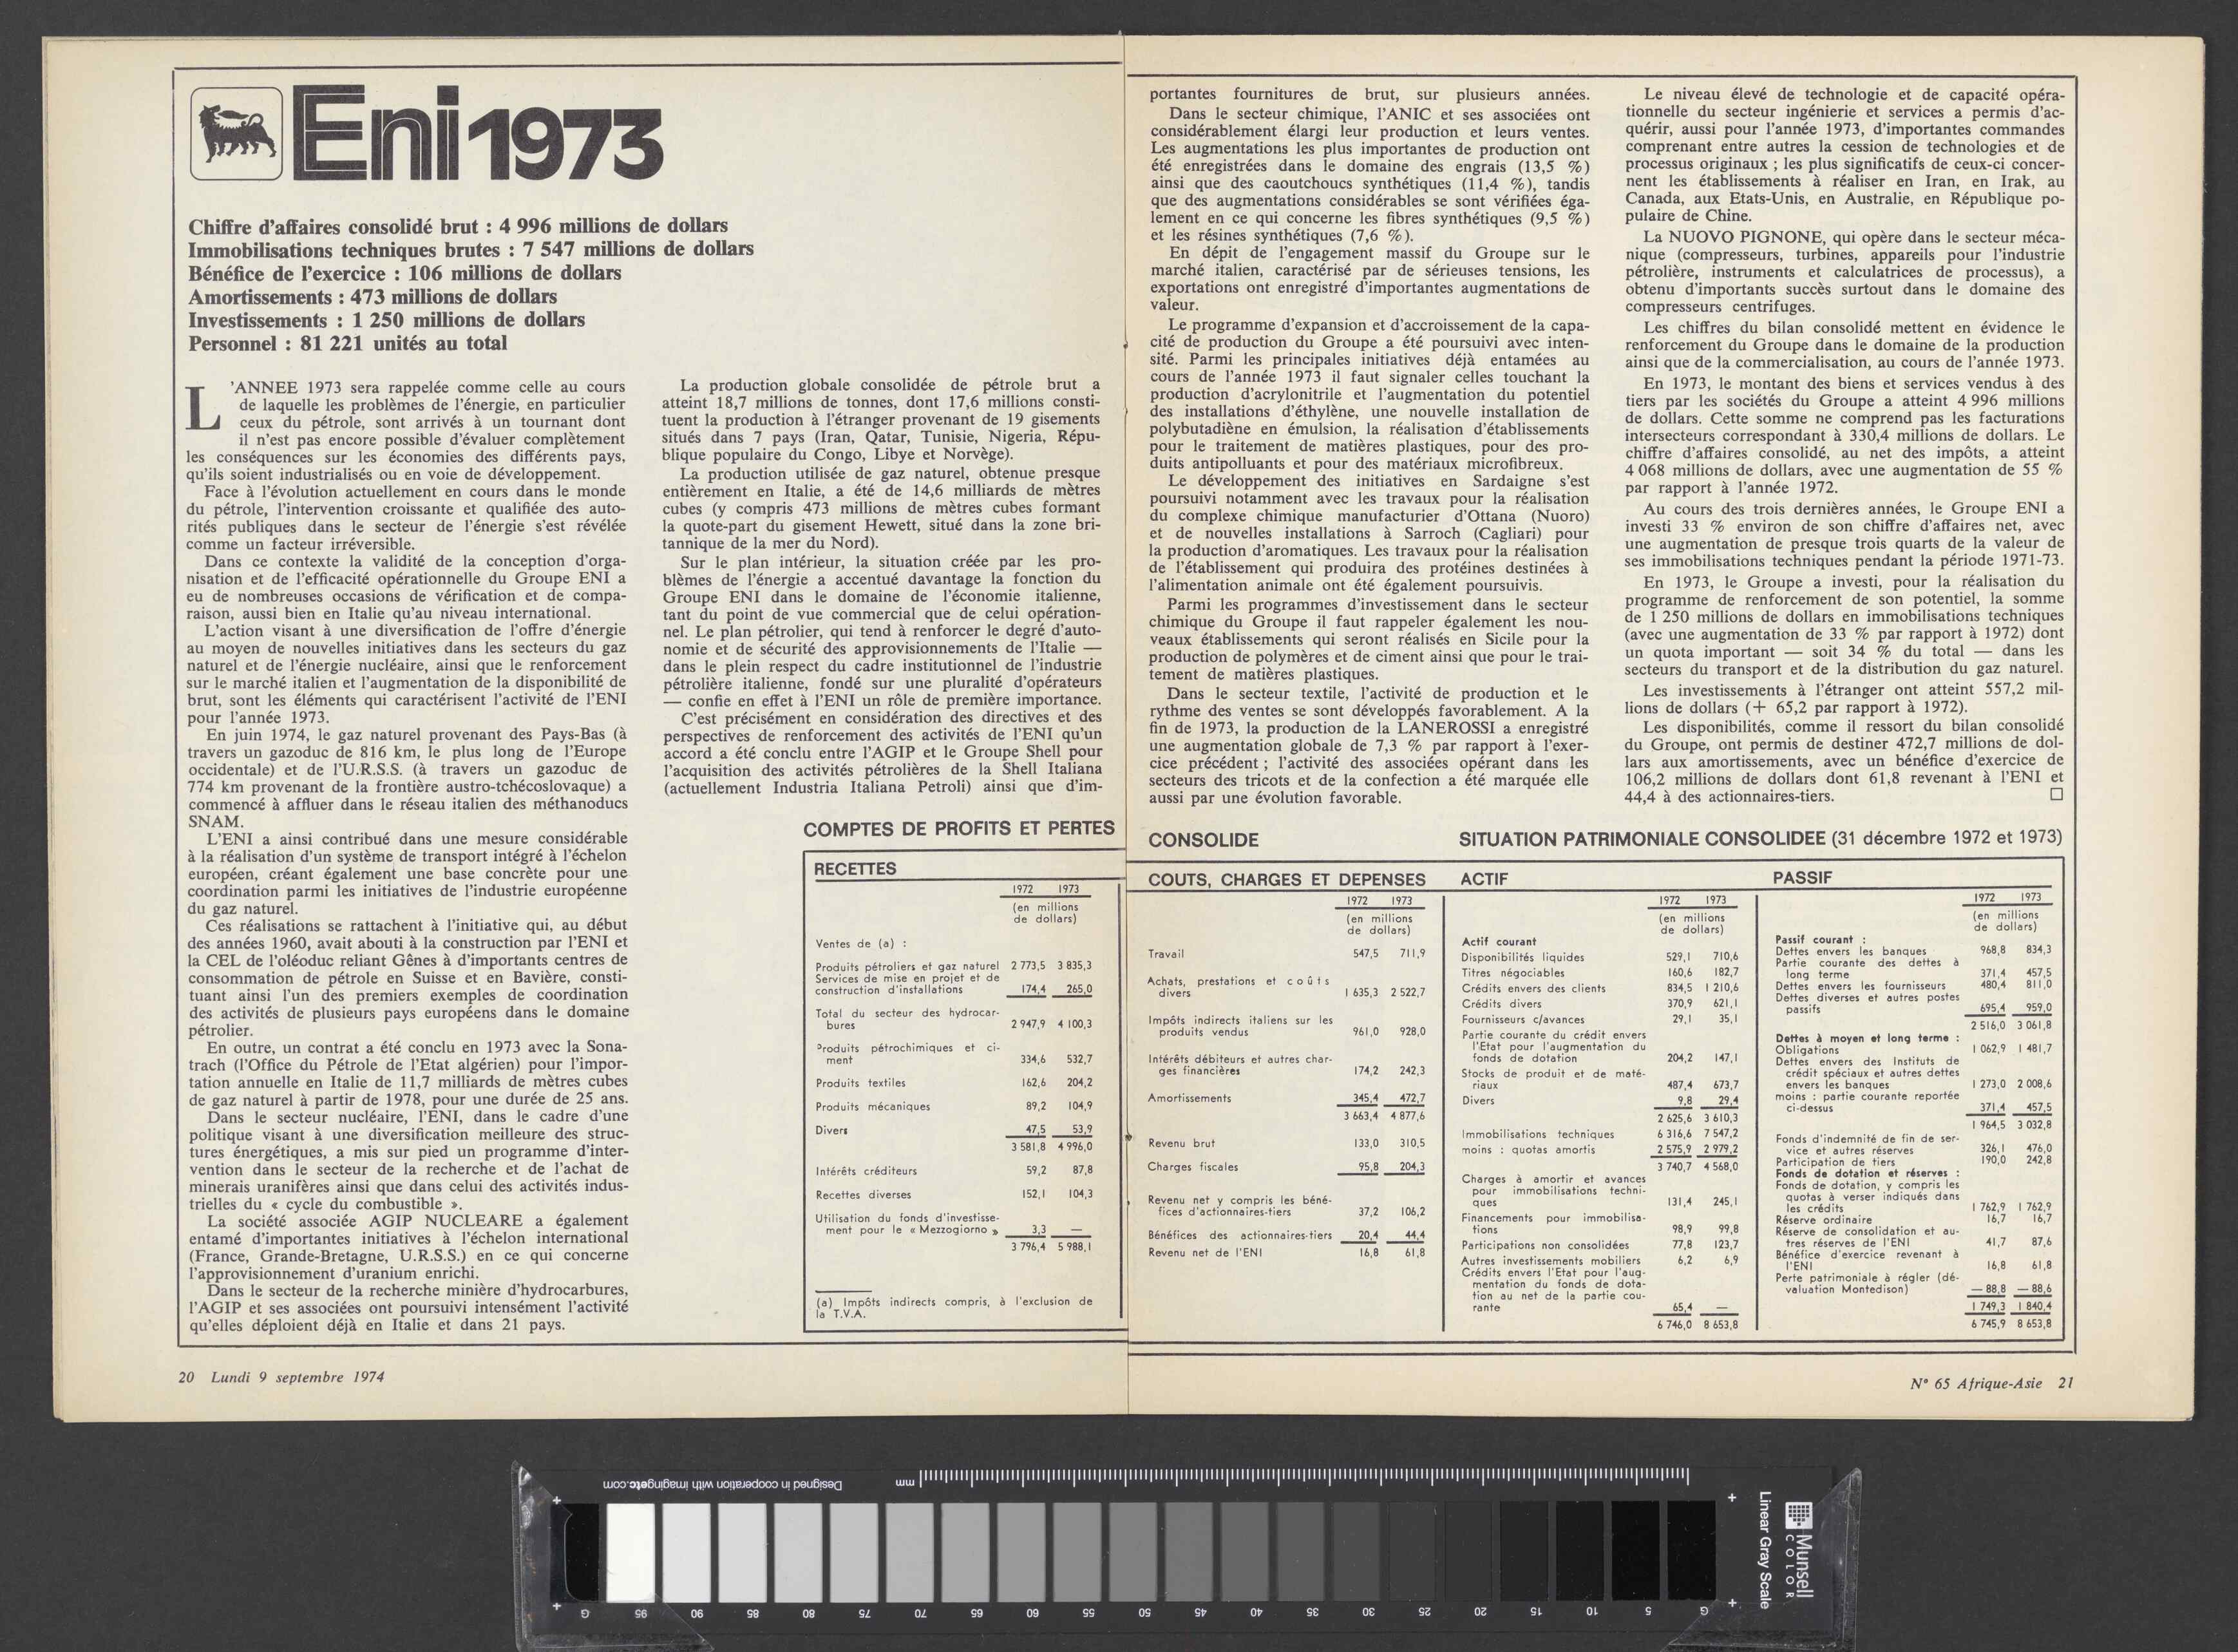 Eni 1973
Chiffre d'affaires consolidé brut : 4 996 millions de dollars
Immobilisations techniques brutes : 7 547 millions de dollars
Bénéfice de l'exercice : 106 millions de dollars
Amortissements : 473 millions de dollars
Investissements : 1 250 millions de dollars
Personnel : 81 221 unités au total
L'ANNEE 1973 sera rappelée comme celle au cours
de laquelle les problèmes de l'énergie, en particulier
ceux du pétrole, sont arrivés à un tournant dont
il n'est pas encore possible d'évaluer complètement
les conséquences sur les économies des différents pays,
qu'ils soient industrialisés ou en voie de développement.
Face à l'évolution actuellement en cours dans le monde
du pétrole, l'intervention croissante et qualifiée des auto-
rités publiques dans le secteur de l'énergie s'est révélée
comme un facteur irréversible.
Dans ce contexte la validité de la conception d'orga-
nisation et de l'efficacité opérationnelle du Groupe ENI a
eu de nombreuses occasions de vérification et de compa-
raison, aussi bien en Italie qu'au niveau international.
L'action visant à une diversification de l'offre d'énergie
au moyen de nouvelles initiatives dans les secteurs du gaz
naturel et de l'énergie nucléaire, ainsi que le renforcement
sur le marché italien et l'augmentation de la disponibilité de
brut, sont les éléments qui caractérisent l'activité de l'ENI
pour l'année 1973.
En juin 1974, le gaz naturel provenant des Pays-Bas (à
travers un gazoduc de 816 km, le plus long de l'Europe
occidentale) et de l'U.R.S.S. (à travers un gazoduc de
774 km provenant de la frontière austro-tchécoslovaque) a
commencé à affluer dans le réseau italien des méthanoducs
SNAM.
L'ENI a ainsi contribué dans une mesure considérable
à la réalisation d'un système de transport intégré à l'échelon
européen, créant également une base concrète pour une
coordination parmi les initiatives de l'industrie européenne
du gaz naturel.
Ces réalisations se rattachent à l'initiative qui, au début
des années 1960, avait abouti à la construction par l'ENI et
la CEL de l'oléoduc reliant Gênes à d'importants centres de
consommation de pétrole en Suisse et en Bavière, consti-
tuant ainsi l'un des premiers exemples de coordination
des activités de plusieurs pays européens dans le domaine
pétrolier.
En outre, un contrat a été conclu en 1973 avec la Sona-
trach (l'Office du Pétrole de l'Etat algérien) pour l'impor-
tation annuelle en Italie de 11,7 milliards de mètres cubes
de gaz naturel à partir de 1978, pour une durée de 25 ans.
Dans le secteur nucléaire, l'ENI, dans le cadre d'une
politique visant à une diversification meilleure des struc-
tures énergétiques, a mis sur pied un programme d'inter-
vention dans le secteur de la recherche et de l'achat de
minerais uranifères ainsi que dans celui des activités indus-
trielles du « cycle du combustible ».
La société associée AGIP NUCLEARE a également
entamé d'importantes initiatives à l'échelon international
(France, Grande-Bretagne, U.R.S.S.) en ce qui concerne
l'approvisionnement d'uranium enrichi.
Dans le secteur de la recherche minière d'hydrocarbures,
l'AGIP et ses associées ont poursuivi intensément l'activité
qu'elles déploient déjà en Italie et dans 21 pays.
La production globale consolidée de pétrole brut a
atteint 18,7 millions de tonnes, dont 17,6 millions consti-
tuent la production à l'étranger provenant de 19 gisements
situés dans 7 pays (Iran, Qatar, Tunisie, Nigeria, Répu-
blique populaire du Congo, Libye et Norvège).
La production utilisée de gaz naturel, obtenue presque
entièrement en Italie, a été de 14,6 milliards de mètres
cubes (y compris 473 millions de mètres cubes formant
la quote-part du gisement Hewett, situé dans la zone bri-
tannique de la mer du Nord).
Sur le plan intérieur, la situation créée par les pro-
blèmes de l'énergie a accentué davantage la fonction du
Groupe ENI dans le domaine de l'économie italienne,
tant du point de vue commercial que de celui opération-
nel. Le plan pétrolier, qui tend à renforcer le degré d'auto-
nomie et de sécurité des approvisionnements de l'Italie —
dans le plein respect du cadre institutionnel de l'industrie
pétrolière italienne, fondé sur une pluralité d'opérateurs
— confie en effet à l'ENI un rôle de première importance.
C'est précisément en considération des directives et des
perspectives de renforcement des activités de l'ENI qu'un
accord a été conclu entre l'AGIP et le Groupe Shell pour
l'acquisition des activités pétrolières de la Shell Italiana
(actuellement Industria Italiana Petroli) ainsi que d'im-
portantes fournitures de brut, sur plusieurs années.
Dans le secteur chimique, l'ANIC et ses associées ont
considérablement élargi leur production et leurs ventes.
Les augmentations les plus importantes de production ont
été enregistrées dans le domaine des engrais (13,5 %)
ainsi que des caoutchoucs synthétiques (11,4 %), tandis
que des augmentations considérables se sont vérifiées éga-
lement en ce qui concerne les fibres synthétiques (9,5 %)
et les résines synthétiques (7,6 %).
En dépit de l'engagement massif du Groupe sur le
marché italien, caractérisé par de sérieuses tensions, les
exportations ont enregistré d'importantes augmentations de
valeur.
Le programme d'expansion et d'accroissement de la capa-
cité de production du Groupe a été poursuivi avec inten-
sité. Parmi les principales initiatives déjà entamées au
cours de l'année 1973 il faut signaler celles touchant la
production d'acrylonitrile et l'augmentation du potentiel
des installations d'éthylène, une nouvelle installation de
polybutadiène en émulsion, la réalisation d'établissements
pour le traitement de matières plastiques, pour des pro-
duits antipolluants et pour des matériaux microfibreux.
Le développement des initiatives en Sardaigne s'est
poursuivi notamment avec les travaux pour la réalisation
du complexe chimique manufacturier d'Ottana (Nuoro)
et de nouvelles installations à Sarroch (Cagliari) pour
la production d'aromatiques. Les travaux pour la réalisation
de l'établissement qui produira des protéines destinées à
l'alimentation animale ont été également poursuivis.
Parmi les programmes d'investissement dans le secteur
chimique du Groupe il faut rappeler également les nou-
veaux établissements qui seront réalisés en Sicile pour la
production de polymères et de ciment ainsi que pour le trai-
tement de matières plastiques.
Dans le secteur textile, l'activité de production et le
rythme des ventes se sont développés favorablement. A la
fin de 1973, la production de la LANEROSSI a enregistré
une augmentation globale de 7,3 % par rapport à l'exer-
cice précédent ; l'activité des associées opérant dans les
secteurs des tricots et de la confection a été marquée elle
aussi par une évolution favorable.
Le niveau élevé de technologie et de capacité opéra-
tionnelle du secteur ingénierie et services a permis d'ac-
quérir, aussi pour l'année 1973, d'importantes commandes
comprenant entre autres la cession de technologies et de
processus originaux ; les plus significatifs de ceux-ci concer-
nent les établissements à réaliser en Iran, en Irak, au
Canada, aux Etats-Unis, en Australie, en République po-
pulaire de Chine.
La NUOVO PIGNONE, qui opère dans le secteur méca-
nique (compresseurs, turbines, appareils pour l'industrie
pétrolière, instruments et calculatrices de processus), a
obtenu d'importants succès surtout dans le domaine des
compresseurs centrifuges.
Les chiffres du bilan consolidé mettent en évidence le
renforcement du Groupe dans le domaine de la production
ainsi que de la commercialisation, au cours de l'année 1973.
En 1973, le montant des biens et services vendus à des
tiers par les sociétés du Groupe a atteint 4 996 millions
de dollars. Cette somme ne comprend pas les facturations
intersecteurs correspondant à 330,4 millions de dollars. Le
chiffre d'affaires consolidé, au net des impôts, a atteint
4 068 millions de dollars, avec une augmentation de 55 %
par rapport à l'année 1972.
Au cours des trois dernières années, le Groupe ENI a
investi 33 % environ de son chiffre d'affaires net, avec
une augmentation de presque trois quarts de la valeur de
ses immobilisations techniques pendant la période 1971-73.
En 1973, le Groupe a investi, pour la réalisation du
programme de renforcement de son potentiel, la somme
de 1 250 millions de dollars en immobilisations techniques
(avec une augmentation de 33 % par rapport à 1972) dont
un quota important — soit 34 % du total — dans les
secteurs du transport et de la distribution du gaz naturel.
Les investissements à l'étranger ont atteint 557,2 mil-
lions de dollars (+ 65,2 par rapport à 1972).
Les disponibilités, comme il ressort du bilan consolidé
du Groupe, ont permis de destiner 472,7 millions de dol-
lars aux amortissements, avec un bénéfice d'exercice de
106,2 millions de dollars dont 61,8 revenant à l'ENI et
44,4 à des actionnaires-tiers. □
COMPTES DE PROFITS ET PERTES CONSOLIDE
RECETTES
1972 1973
(en millions
de dollars)
Ventes de (a) :
Produits pétroliers et gaz naturel 2 773,5 3 835,3
Services de mise en projet et de
construction d'installations 174,4 265,0
Total du secteur des hydrocar-
bures 2 947,9 4 100,3
Produits pétrochimiques et ci-
ment 334,6 532,7
Produits textiles 162,6 204,2
Produits mécaniques 89,2 104,9
Divers 47,5 53,9
3 581,8 4 996,0
Intérêts créditeurs 59,2 87,8
Recettes diverses 152,1 104,3
Utilisation du fonds d'investisse-
ment pour le « Mezzogiorno » 3,3 —
3 796,4 5 988,1
(a) Impôts indirects compris, à l'exclusion de
la T.V.A.
COUTS, CHARGES ET DEPENSES
1972 1973
(en millions
de dollars)
Travail 547,5 711,9
Achats, prestations et coûts
divers 1 635,3 2 522,7
Impôts indirects italiens sur les
produits vendus 961,0 928,0
Intérêts débiteurs et autres char-
ges financières 174,2 242,3
Amortissements 345,4 472,7
3 663,4 4 877,6
Revenu brut 133,0 310,5
Charges fiscales 95,8 204,3
Revenu net y compris les béné-
fices d'actionnaires-tiers 37,2 106,2
Bénéfices des actionnaires-tiers 20,4 44,4
Revenu net de l'ENI 16,8 61,8
SITUATION PATRIMONIALE CONSOLIDEE (31 décembre 1972 et 1973)
ACTIF
1972 1973
(en millions
de dollars)
Actif courant
Disponibilités liquides 529,1 710,6
Titres négociables 160,6 182,7
Crédits envers des clients 834,5 1 210,6
Crédits divers 370,9 621,1
Fournisseurs c/avances 29,1 35,1
Partie courante du crédit envers
l'Etat pour l'augmentation du
fonds de dotation 204,2 147,1
Stocks de produit et de maté-
riaux 487,4 673,7
Divers 9,8 29,4
2 625,6 3 610,3
Immobilisations techniques 6 316,6 7 547,2
moins : quotas amortis 2 575,9 2 979,2
3 740,7 4 568,0
Charges à amortir et avances
pour immobilisations techni-
ques 131,4 245,1
Financements pour immobilisa-
tions 98,9 99,8
Participations non consolidées 77,8 123,7
Autres investissements mobiliers 6,2 6,9
Crédits envers l'Etat pour l'aug-
mentation du fonds de dota-
tion au net de la partie cou-
rante 65,4 —
6 746,0 8 653,8
PASSIF
1972 1973
(en millions
de dollars)
Passif courant :
Dettes envers les banques 968,8 834,3
Partie courante des dettes à
long terme 371,4 457,5
Dettes envers les fournisseurs 480,4 811,0
Dettes diverses et autres postes
passifs 695,4 959,0
2 516,0 3 061,8
Dettes à moyen et long terme :
Obligations 1 062,9 1 481,7
Dettes envers des Instituts de
crédit spéciaux et autres dettes
envers les banques 1 273,0 2 008,6
moins : partie courante reportée
ci-dessus 371,4 457,5
1 964,5 3 032,8
Fonds d'indemnité de fin de ser-
vice et autres réserves 326,1 476,0
Participation de tiers 190,0 242,8
Fonds de dotation et réserves :
Fonds de dotation, y compris les
quotas à verser indiqués dans
les crédits 1 762,9 1 762,9
Réserve ordinaire 16,7 16,7
Réserve de consolidation et au-
tres réserves de l'ENI 41,7 87,6
Bénéfice d'exercice revenant à
l'ENI 16,8 61,8
Perte patrimoniale à régler (dé-
valuation Montedison) — 88,8 — 88,6
1 749,3 1 840,4
6 745,9 8 653,8
20 Lundi 9 septembre 1974
N° 65 Afrique-Asie 21
Designed in cooperation with imagingetc.com
mm
G 95 90 85 80 75 70 65 60 55 50 45 40 35 30 25 20 15 10 5 G
Linear Gray Scale
Munsell
COLOR